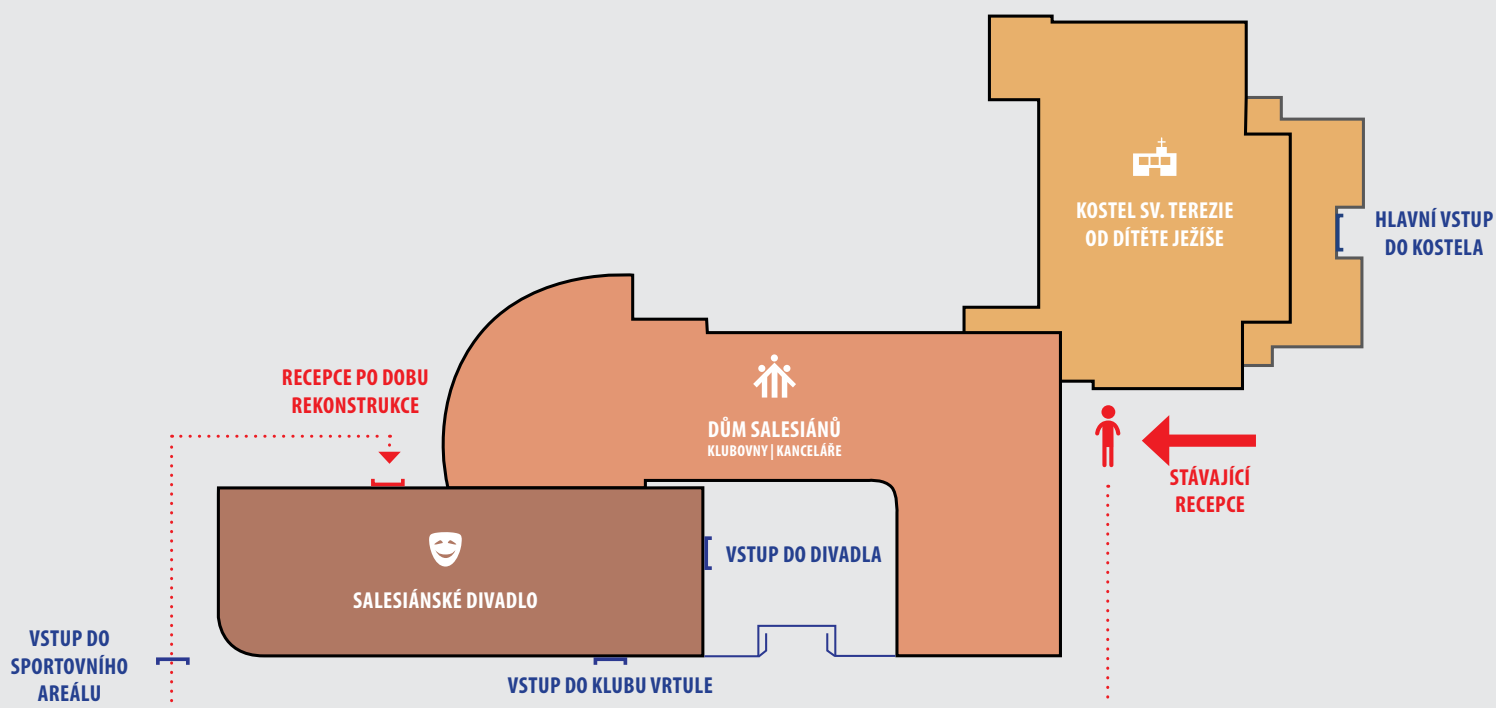 KOSTEL SV. TEREZIE
OD DÍTĚTE JEŽÍŠE
HLAVNÍ VSTUP
DO KOSTELA
RECEPCE PO DOBU
REKONSTRUKCE
DŮM SALESIÁNŮ
KLUBOVNY | KANCELÁŘE
STÁVAJÍCÍ
RECEPCE
VSTUP DO DIVADLA
SALESIÁNSKÉ DIVADLO
VSTUP DO
SPORTOVNÍHO
AREÁLU
VSTUP DO KLUBU VRTULE